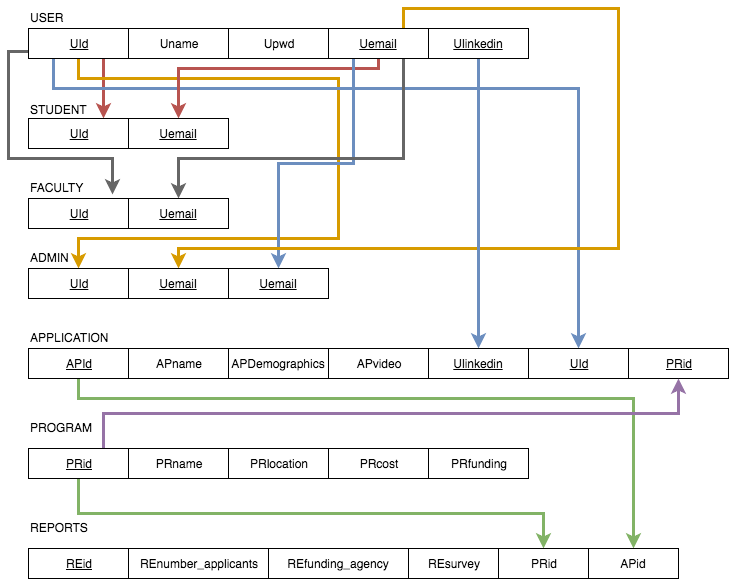 USER
UId Uname Upwd Uemail Ulinkedin
STUDENT
UId Uemail
FACULTY
UId Uemail
ADMIN
UId Uemail Uemail
APPLICATION
APId APname APDemographics APvideo Ulinkedin UId PRid
PROGRAM
PRid PRname PRlocation PRcost PRfunding
REPORTS
REid REnumber_applicants REfunding_agency REsurvey PRid APid